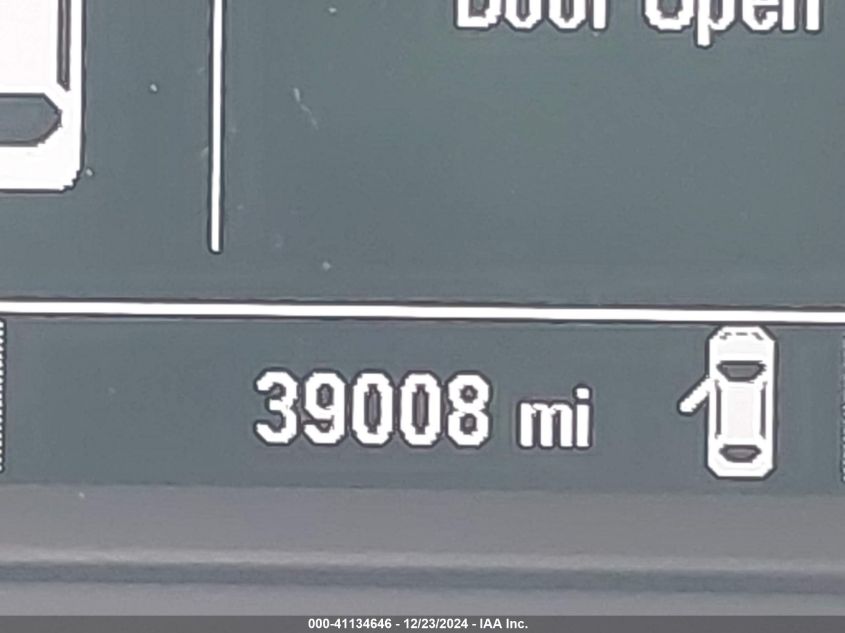 Door Open
39008 mi
000-41134646 - 12/23/2024 - IAA Inc.